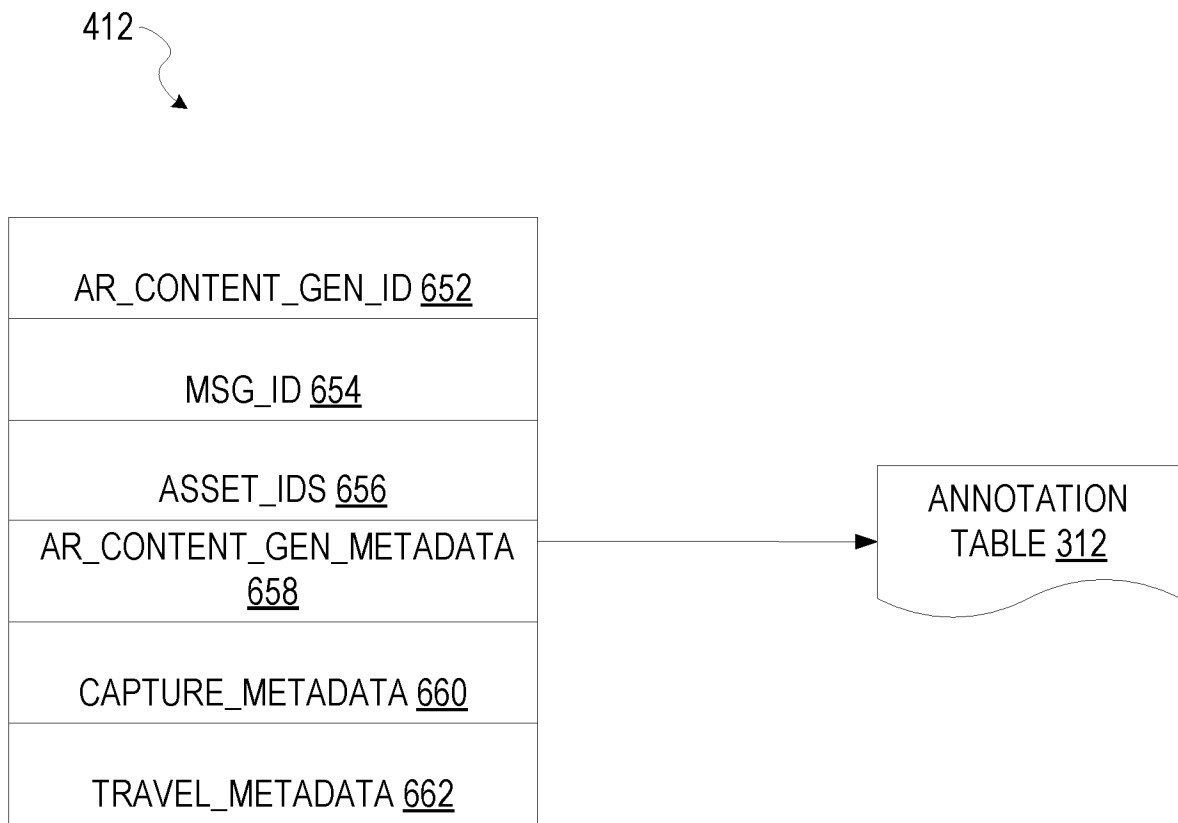 412
AR_CONTENT_GEN_ID 652
MSG_ID 654
ASSET_IDS 656
AR_CONTENT_GEN_METADATA
658
CAPTURE_METADATA 660
TRAVEL_METADATA 662
ANNOTATION
TABLE 312